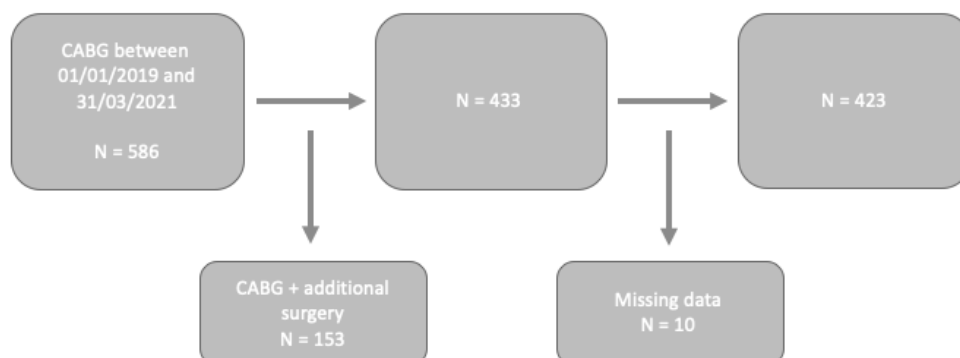 CABG between
01/01/2019 and
31/03/2021
N = 586
N = 433
N = 423
CABG + additional
surgery
N = 153
Missing data
N = 10